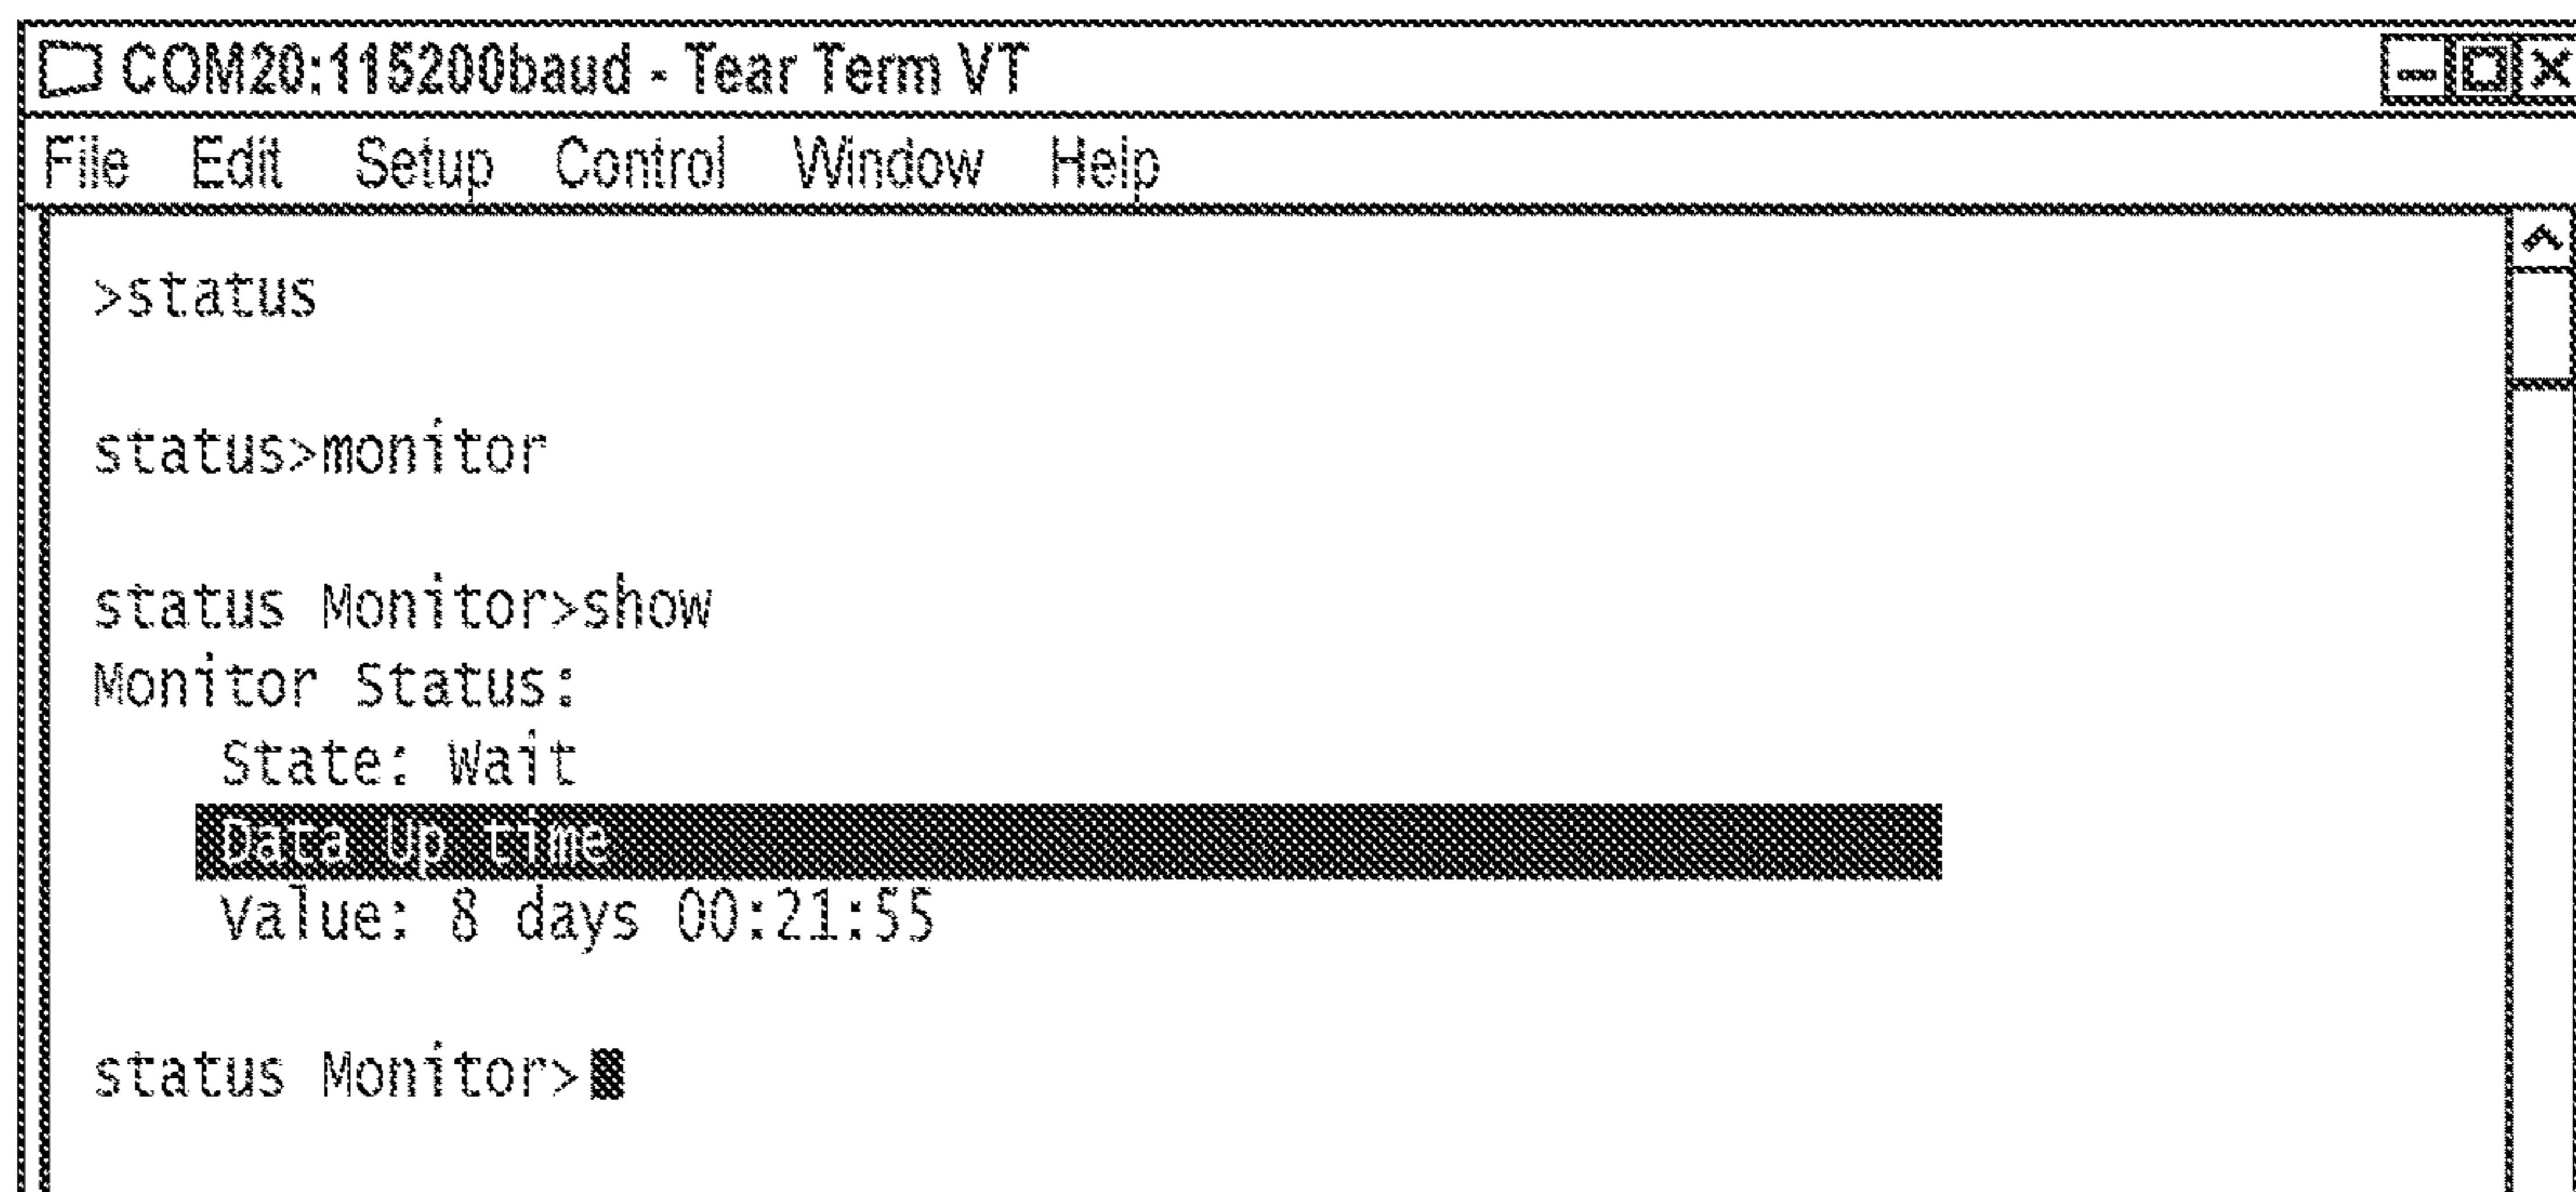 COM20:115200baud - Tear Term VT
File Edit Setup Control Window Help
>status
status>monitor
status Monitor>show
Monitor Status:
State: Wait
Data Up time
Value: 8 days 00:21:55
status Monitor>